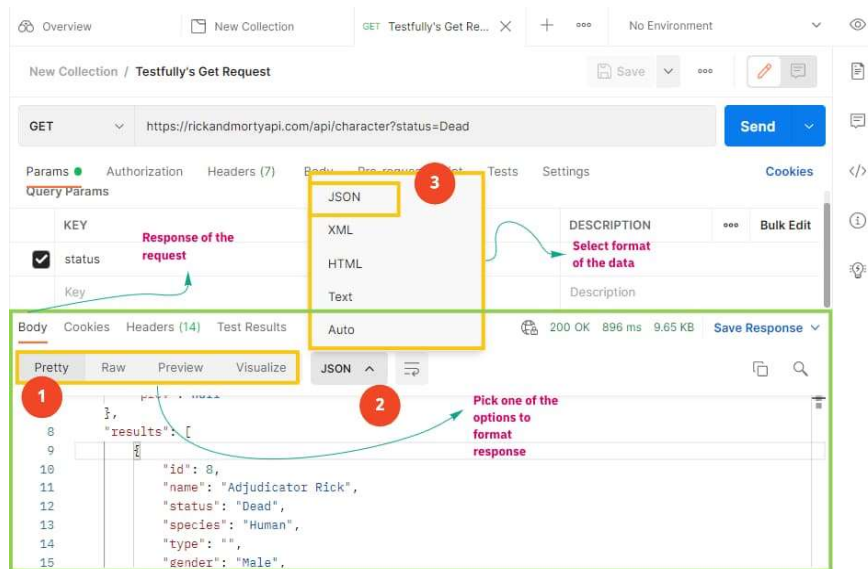 Overview
New Collection
GET Testfully's Get Re...
No Environment
New Collection / Testfully's Get Request
Save
GET
https://rickandmortyapi.com/api/character?status=Dead
Send
Params
Authorization
Headers (7)
Body
Tests
Settings
Cookies
Query Params
KEY
DESCRIPTION
Bulk Edit
status
Key
Description
Response of the
request
3
JSON
XML
HTML
Text
Auto
Select format
of the data
Body
Cookies
Headers (14)
Test Results
200 OK 896 ms 9.65 KB
Save Response
Pretty
Raw
Preview
Visualize
JSON
1
2
Pick one of the
options to
format
response
},
8 "results": [
9 {
10 "id": 8,
11 "name": "Adjudicator Rick",
12 "status": "Dead",
13 "species": "Human",
14 "type": "",
15 "gender": "Male",